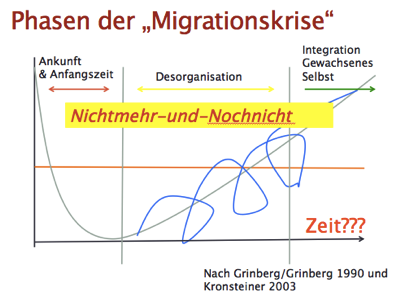 Phasen der „Migrationskrise“
Ankunft
& Anfangszeit
Desorganisation
Integration
Gewachsenes
Selbst
Nichtmehr-und-Nochnicht
Zeit???
Nach Grinberg/Grinberg 1990 und
Kronsteiner 2003